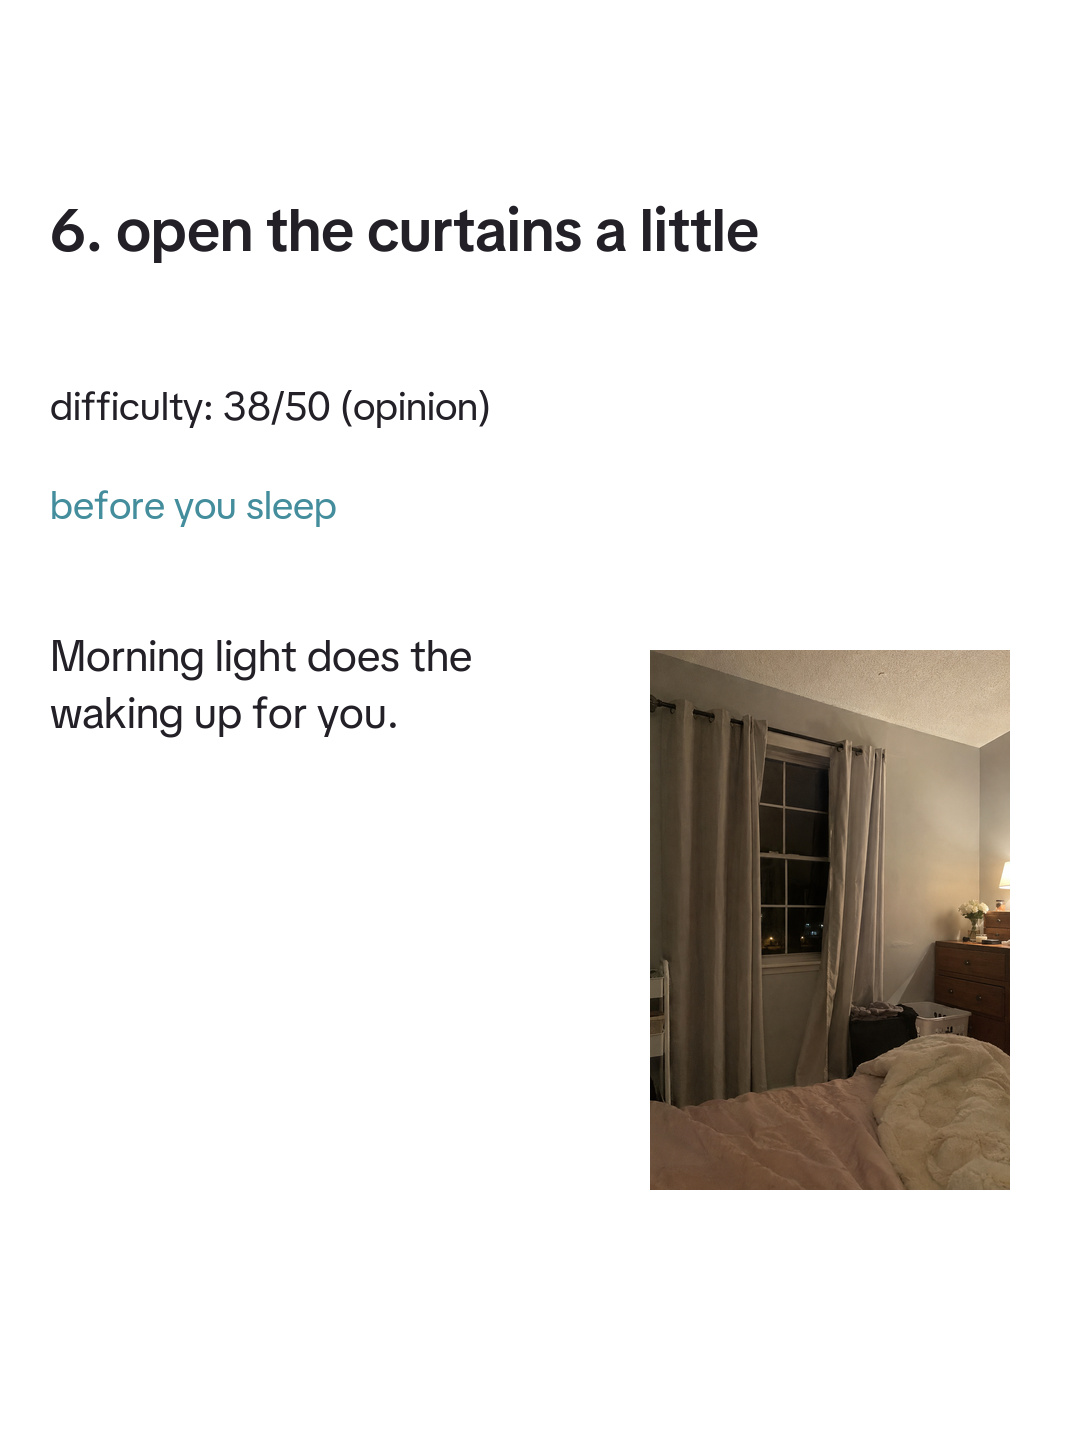 6. open the curtains a little
difficulty: 38/50 (opinion)
before you sleep
Morning light does the
waking up for you.